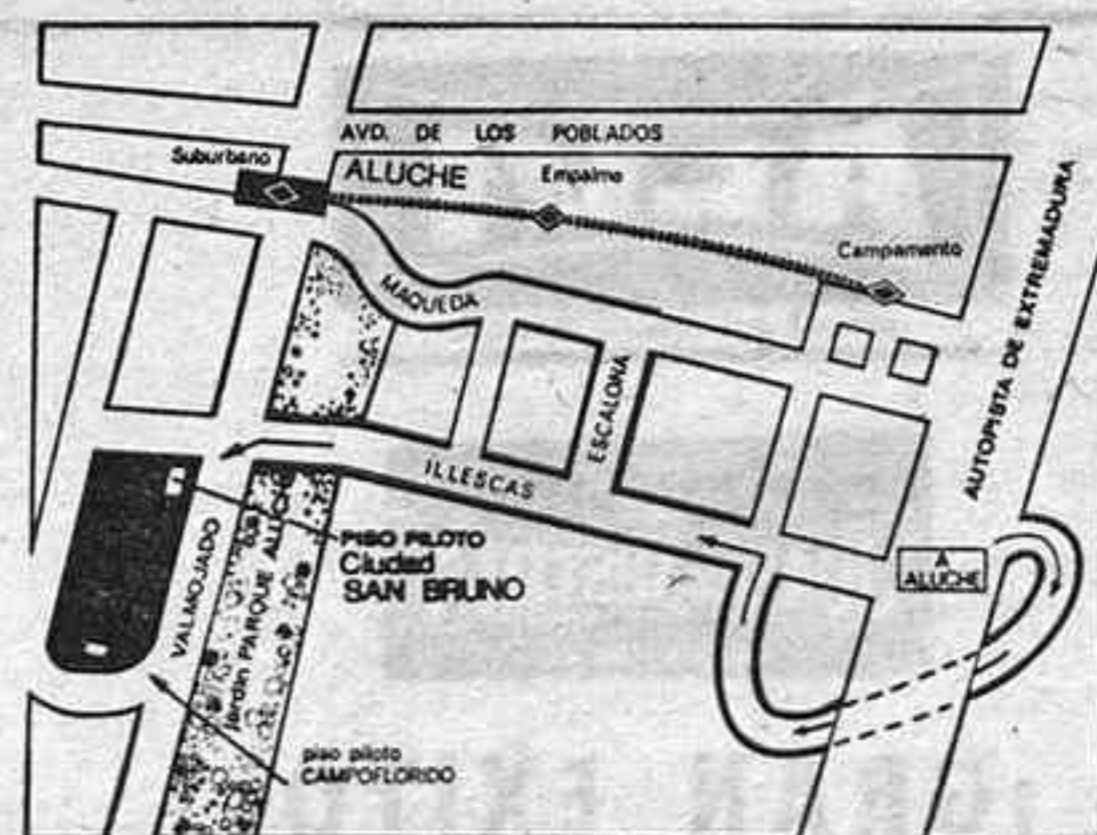 AVD. DE LOS POBLADOS
Suburbano
ALUCHE
Empalme
Campamento
AUTOPISTA DE EXTREMADURA
MAQUEDA
ESCALONA
ILLESCAS
A
ALUCHE
VALMOJADO
Jardin PARQUE ALUCHE
PISO PILOTO
Ciudad
SAN BRUNO
piso piloto
CAMPOFLORIDO